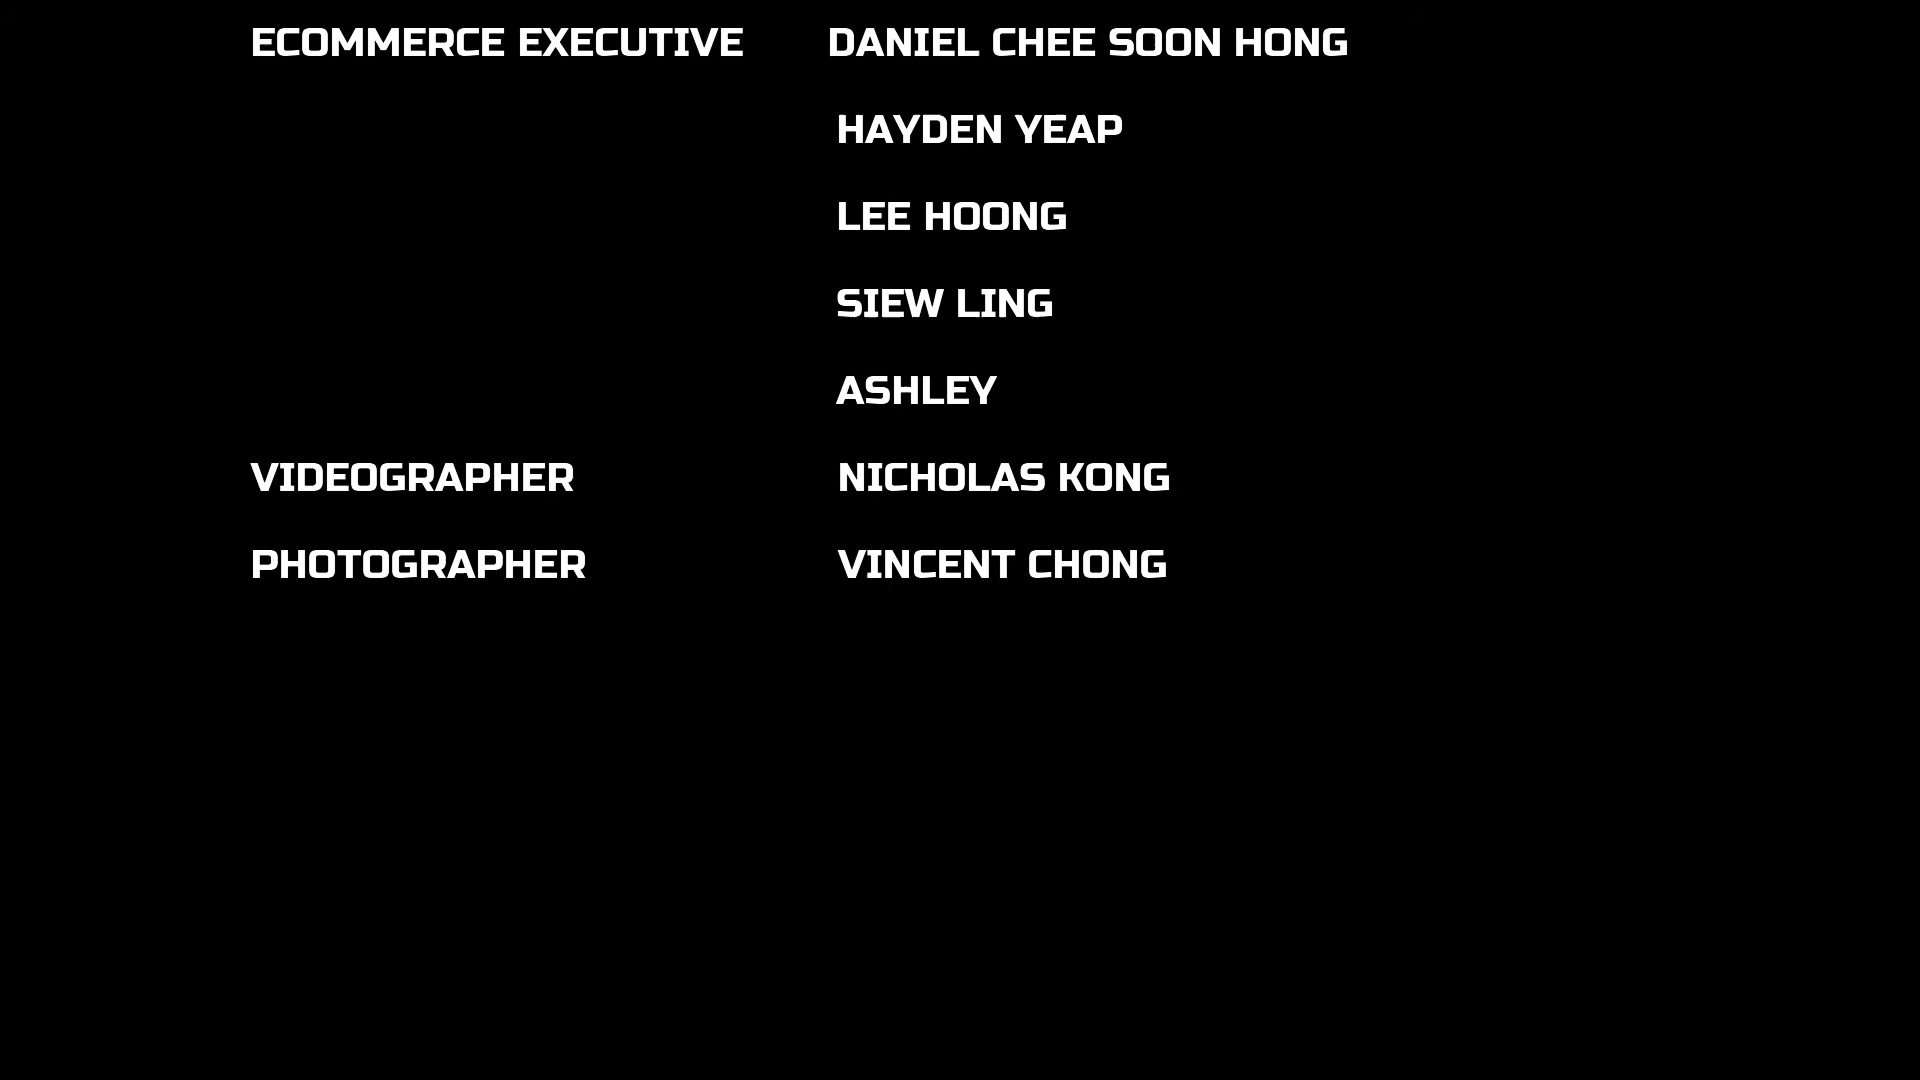 ECOMMERCE EXECUTIVE DANIEL CHEE SOON HONG
HAYDEN YEAP
LEE HOONG
SIEW LING
ASHLEY
VIDEOGRAPHER NICHOLAS KONG
PHOTOGRAPHER VINCENT CHONG